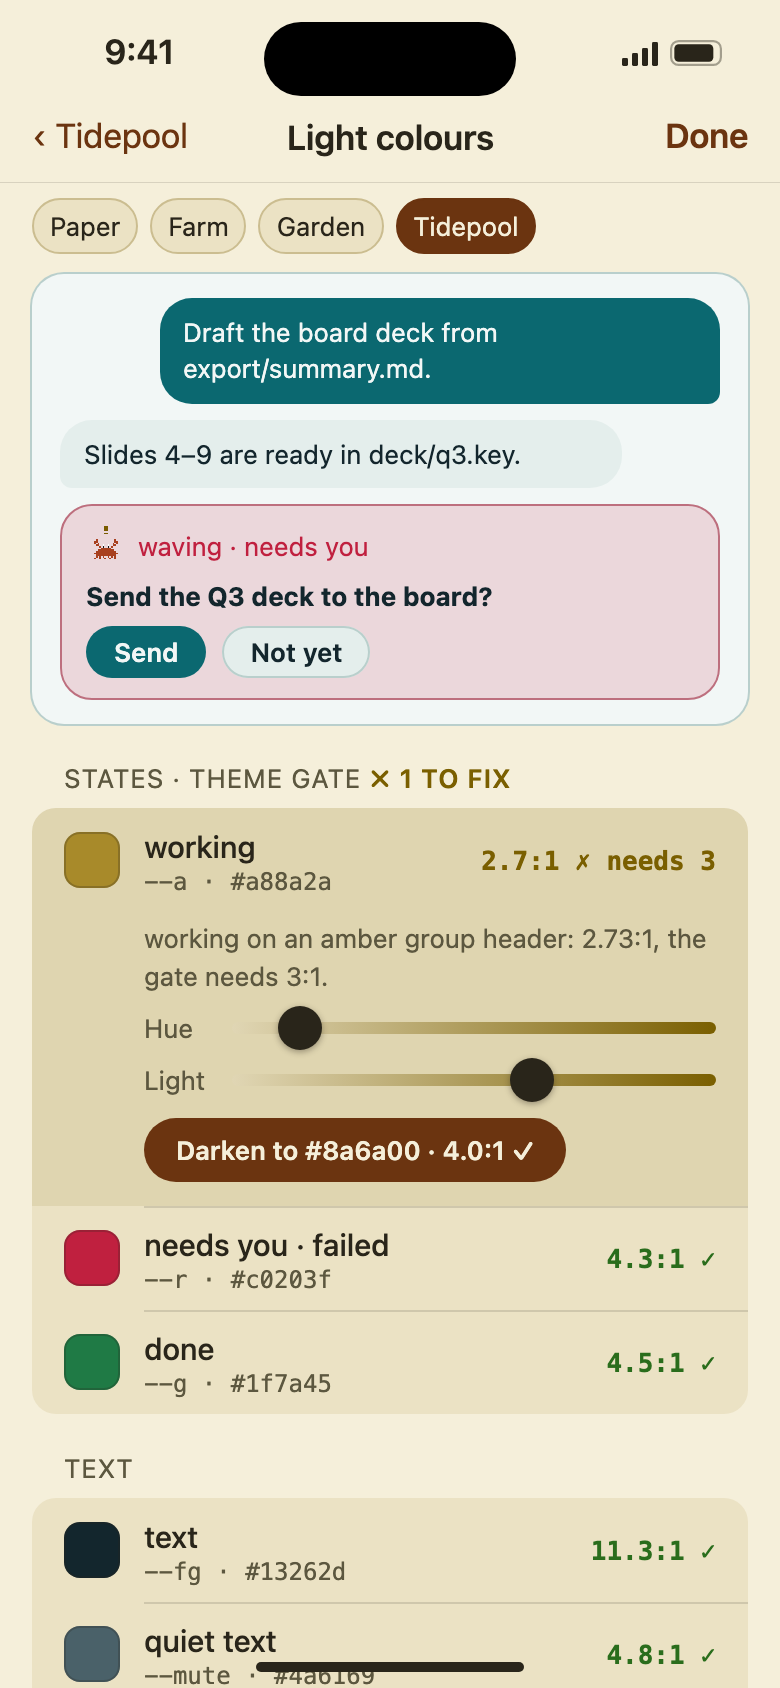 9:41
‹ Tidepool
Light colours
Done
Paper
Farm
Garden
Tidepool
Draft the board deck from
export/summary.md.
Slides 4–9 are ready in deck/q3.key.
waving · needs you
Send the Q3 deck to the board?
Send
Not yet
STATES · THEME GATE ✕ 1 TO FIX
working
2.7:1 ✗ needs 3
--a · #a88a2a
working on an amber group header: 2.73:1, the
gate needs 3:1.
Hue
Light
Darken to #8a6a00 · 4.0:1 ✓
needs you · failed
4.3:1 ✓
--r · #c0203f
done
4.5:1 ✓
--g · #1f7a45
TEXT
text
11.3:1 ✓
--fg · #13262d
quiet text
4.8:1 ✓
--mute · #4a6169